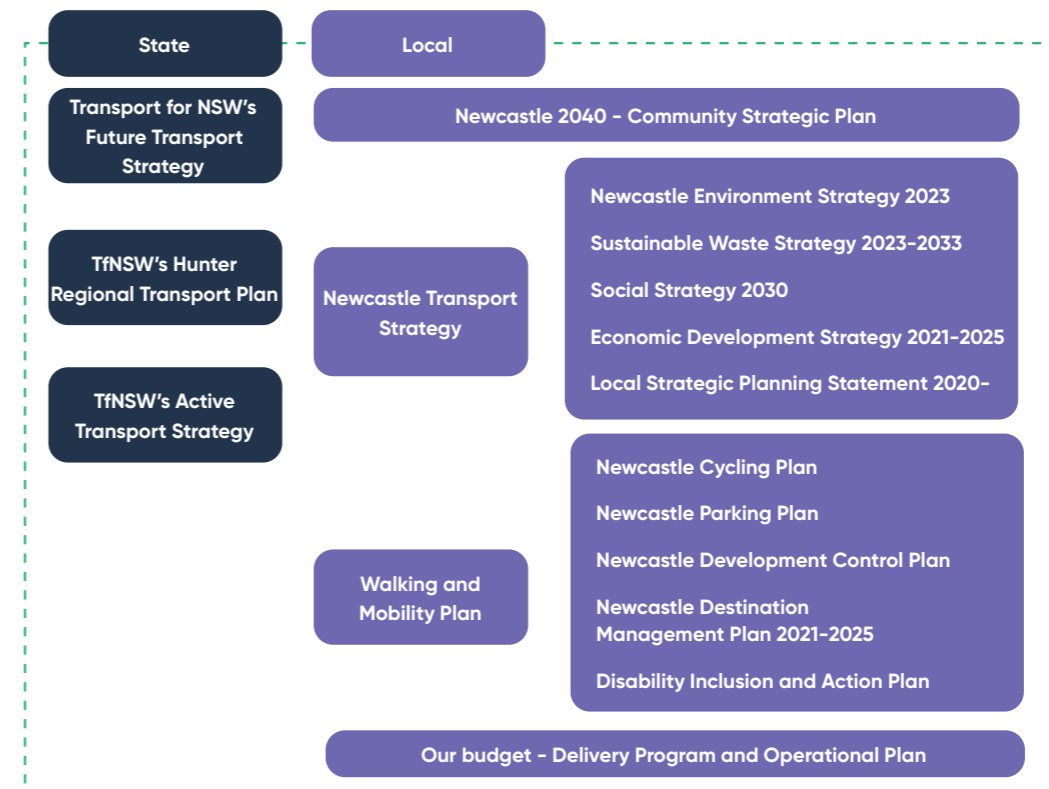 State
Local
Transport for NSW's
Future Transport
Strategy
Newcastle 2040 - Community Strategic Plan
TfNSW's Hunter
Regional Transport Plan
TfNSW's Active
Transport Strategy
Newcastle Transport
Strategy
Newcastle Environment Strategy 2023
Sustainable Waste Strategy 2023-2033
Social Strategy 2030
Economic Development Strategy 2021-2025
Local Strategic Planning Statement 2020-
Walking and
Mobility Plan
Newcastle Cycling Plan
Newcastle Parking Plan
Newcastle Development Control Plan
Newcastle Destination
Management Plan 2021-2025
Disability Inclusion and Action Plan
Our budget - Delivery Program and Operational Plan